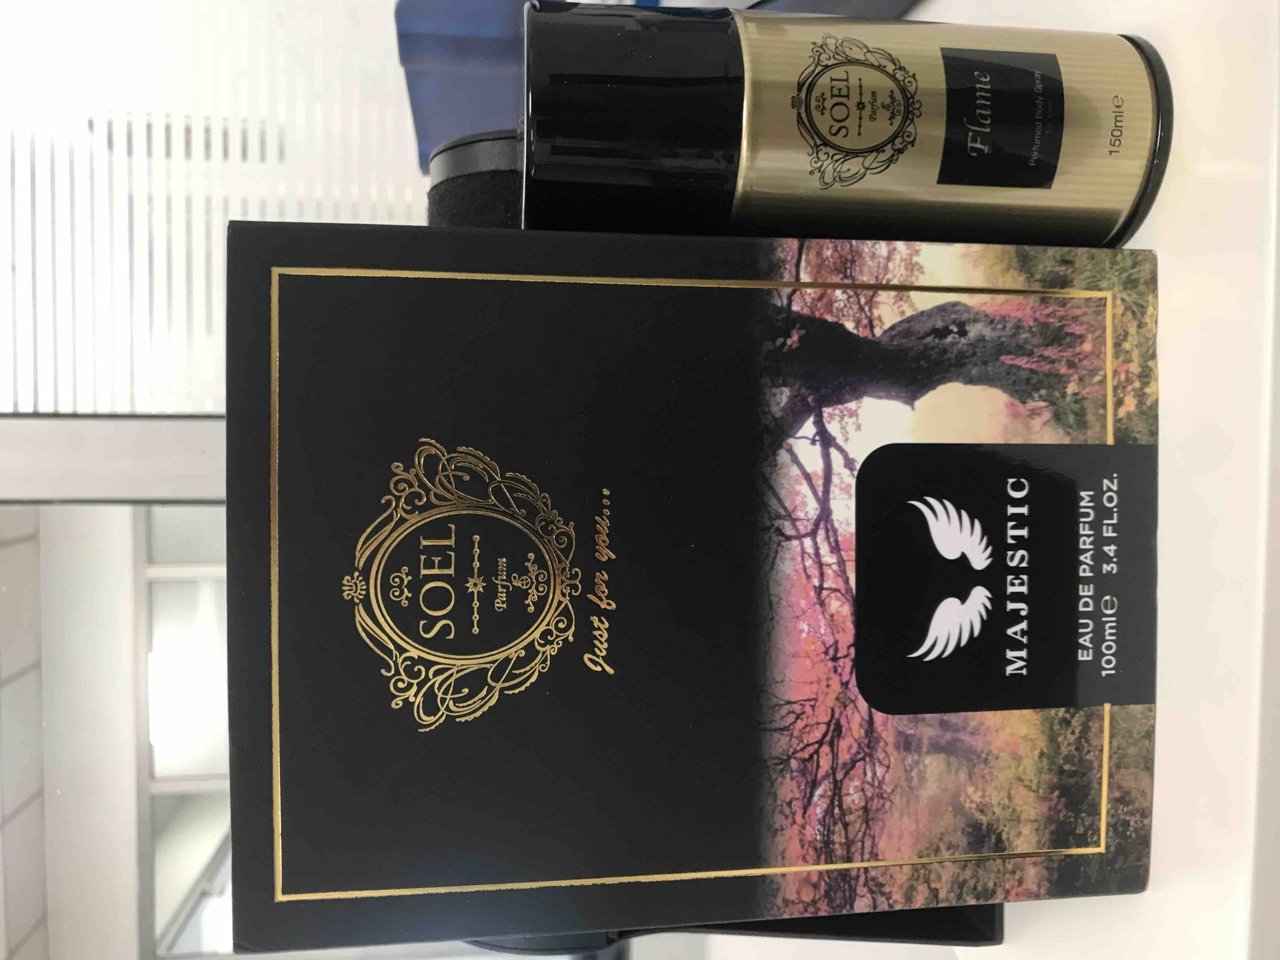 SOEL
Parfum
Just for you...
MAJESTIC
EAU DE PARFUM
100ml℮ 3.4 FL.OZ.
SOEL
Parfum
Flame
Perfumed Body Spray
150ml℮